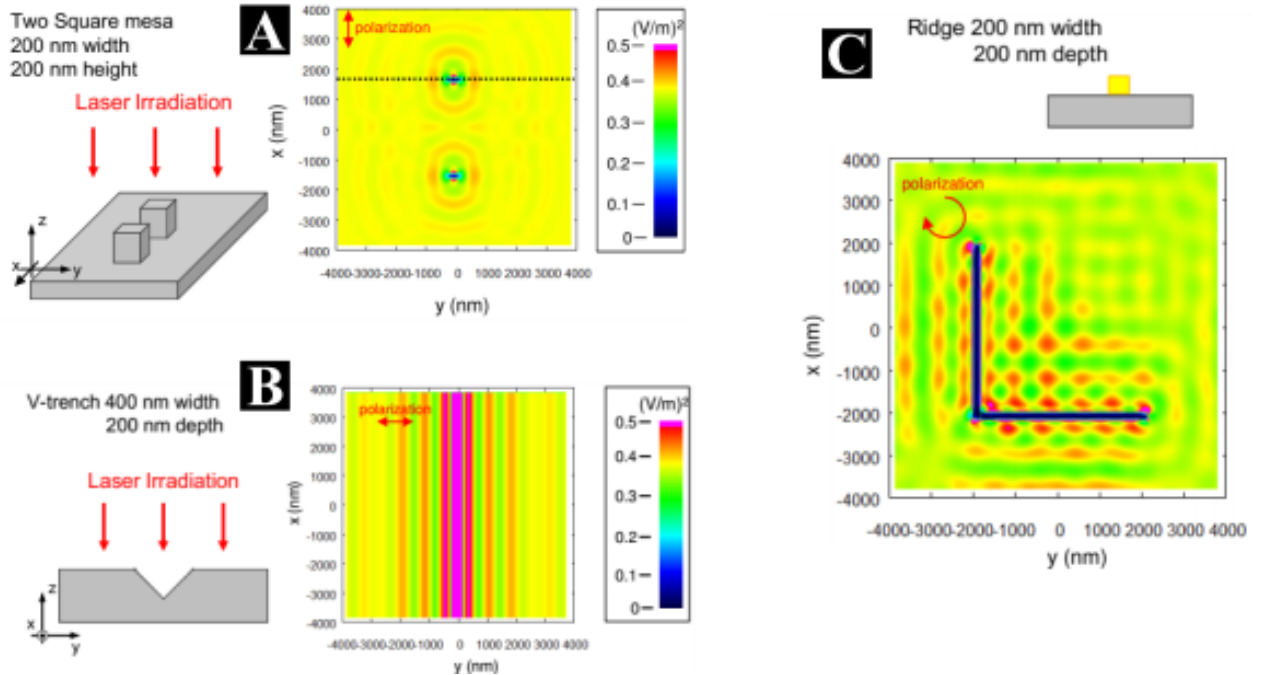 Two Square mesa
200 nm width
200 nm height
Laser Irradiation
z
x
y
A
polarization
4000
3000
2000
1000
0
-1000
-2000
-3000
-4000
x (nm)
-4000-3000-2000-1000 0 1000 2000 3000 4000
y (nm)
(V/m)2
0.5
0.4
0.3
0.2
0.1
0
V-trench 400 nm width
200 nm depth
Laser Irradiation
z
x
y
B
polarization
4000
3000
2000
1000
0
-1000
-2000
-3000
-4000
x (nm)
-4000-3000-2000-1000 0 1000 2000 3000 4000
y (nm)
(V/m)2
0.5
0.4
0.3
0.2
0.1
0
C
Ridge 200 nm width
200 nm depth
polarization
4000
3000
2000
1000
0
-1000
-2000
-3000
-4000
x (nm)
-4000-3000-2000-1000 0 1000 2000 3000 4000
y (nm)